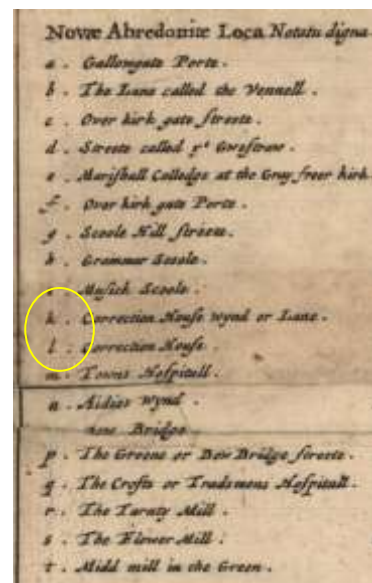 Novæ Abredoniæ Loca Notatu digna
a . Gallowgate Porte .
b . The Lane called the Vennell .
c . Over kirk gate streete .
d . Streete called yᵉ
e . Marishall Colledge at the Gray freer kirk
f . Over kirk gate Porte .
g . Scoole Hill streete .
h . Grammar Scoole .
i . Musick Scoole .
k . Correction House wynd or Lane .
l . Correction House .
m . Towns Hospitall .
n . Aidies wynd .
Bridge
p . The Greene or Bow Bridge streete .
q . The Crofts or Tradsmens Hospitall .
r . The Tarnty Mill .
s . The Flower Mill .
t . Midd mill in the Green .